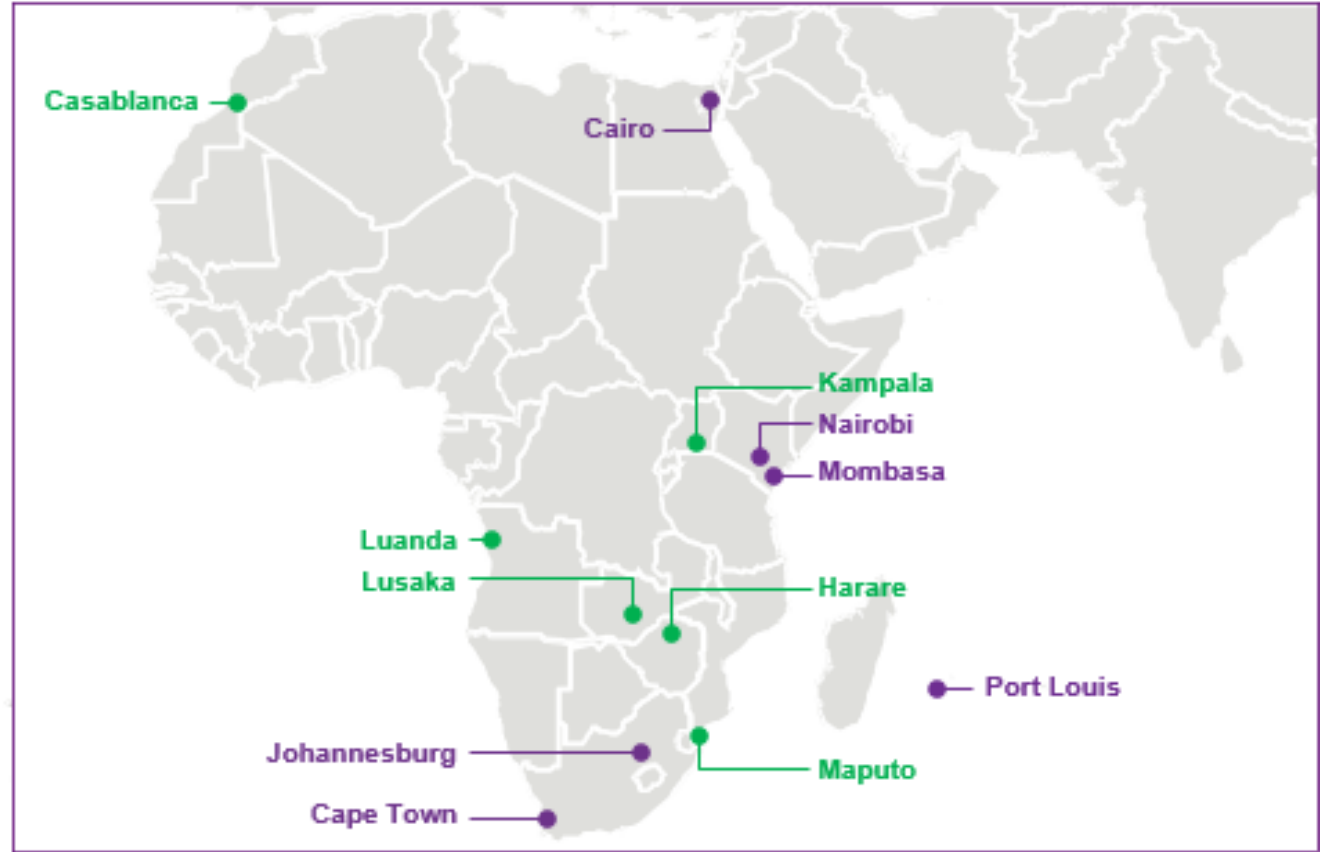 Casablanca
Cairo
Kampala
Nairobi
Mombasa
Luanda
Lusaka
Harare
Port Louis
Johannesburg
Maputo
Cape Town